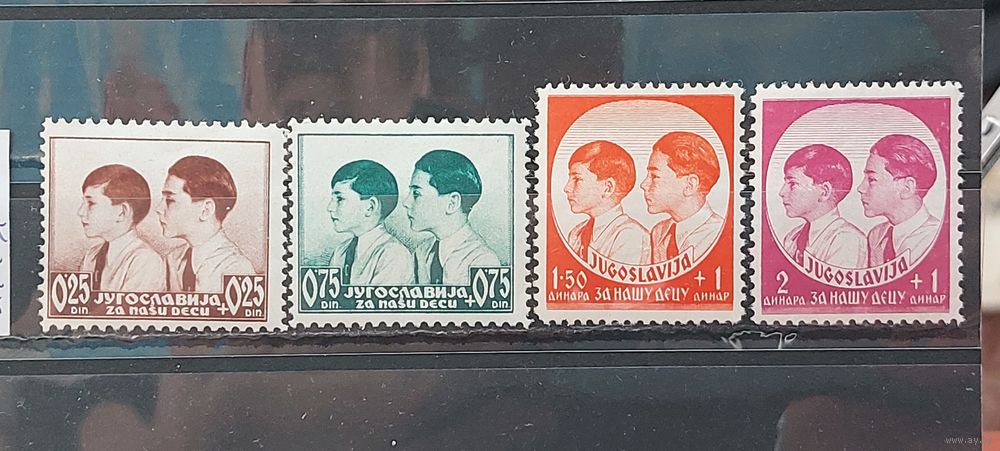 0.25 ЈУГОСЛАВИЈА +0.25
DIN. ZA NAŠU DECU DIN.
0.75 ЈУГОСЛАВИЈА +0.75
DIN. ZA NAŠU DECU DIN.
JUGOSLAVIJA
1·50 +1
ДИНАРА ЗА НАШУ ДЕЦУ ДИНАР
JUGOSLAVIJA
2 +1
ДИНАРА ЗА НАШУ ДЕЦУ ДИНАР